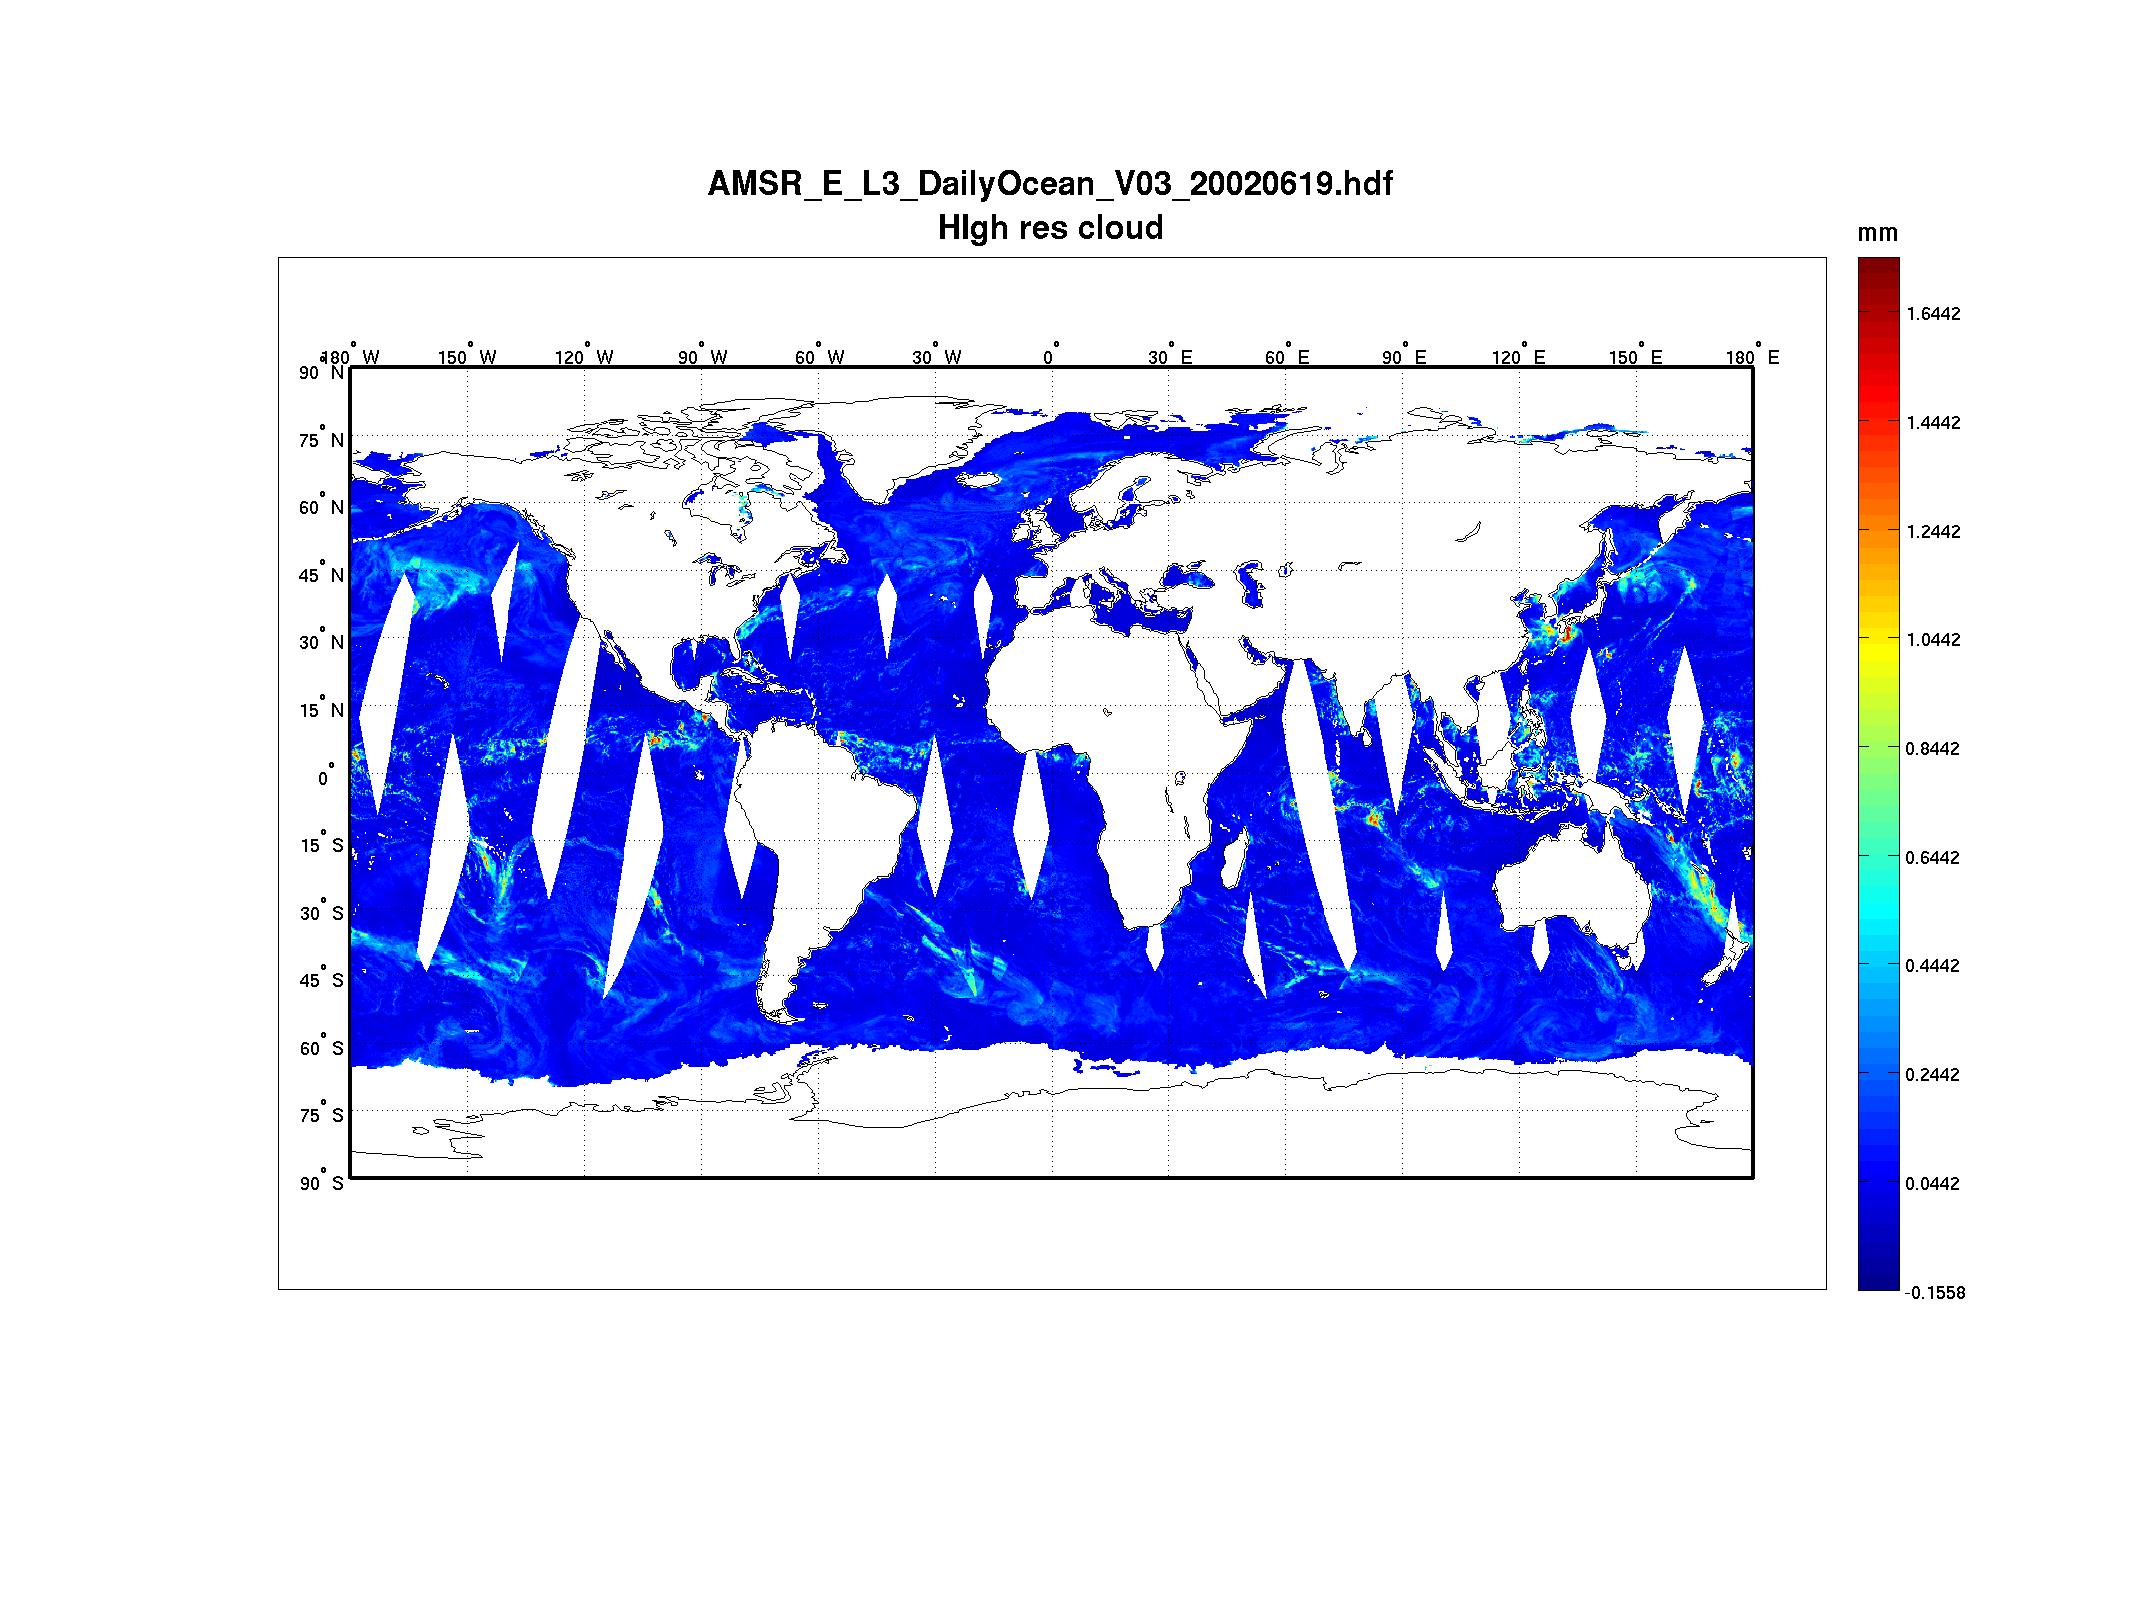 AMSR_E_L3_DailyOcean_V03_20020619.hdf
HIgh res cloud
mm
180° W 150° W 120° W 90° W 60° W 30° W 0° 30° E 60° E 90° E 120° E 150° E 180° E
90° N
75° N
60° N
45° N
30° N
15° N
0°
15° S
30° S
45° S
60° S
75° S
90° S
1.6442
1.4442
1.2442
1.0442
0.8442
0.6442
0.4442
0.2442
0.0442
-0.1558